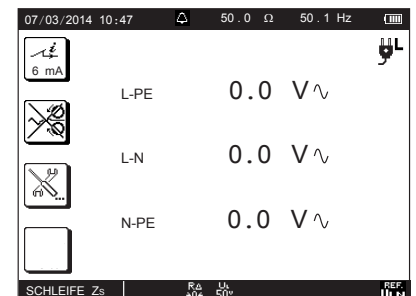 07/03/2014 10:47 50.0 Ω 50.1 Hz
6 mA
L
L-PE 0.0 V
L-N 0.0 V
N-PE 0.0 V
SCHLEIFE Zs REF.